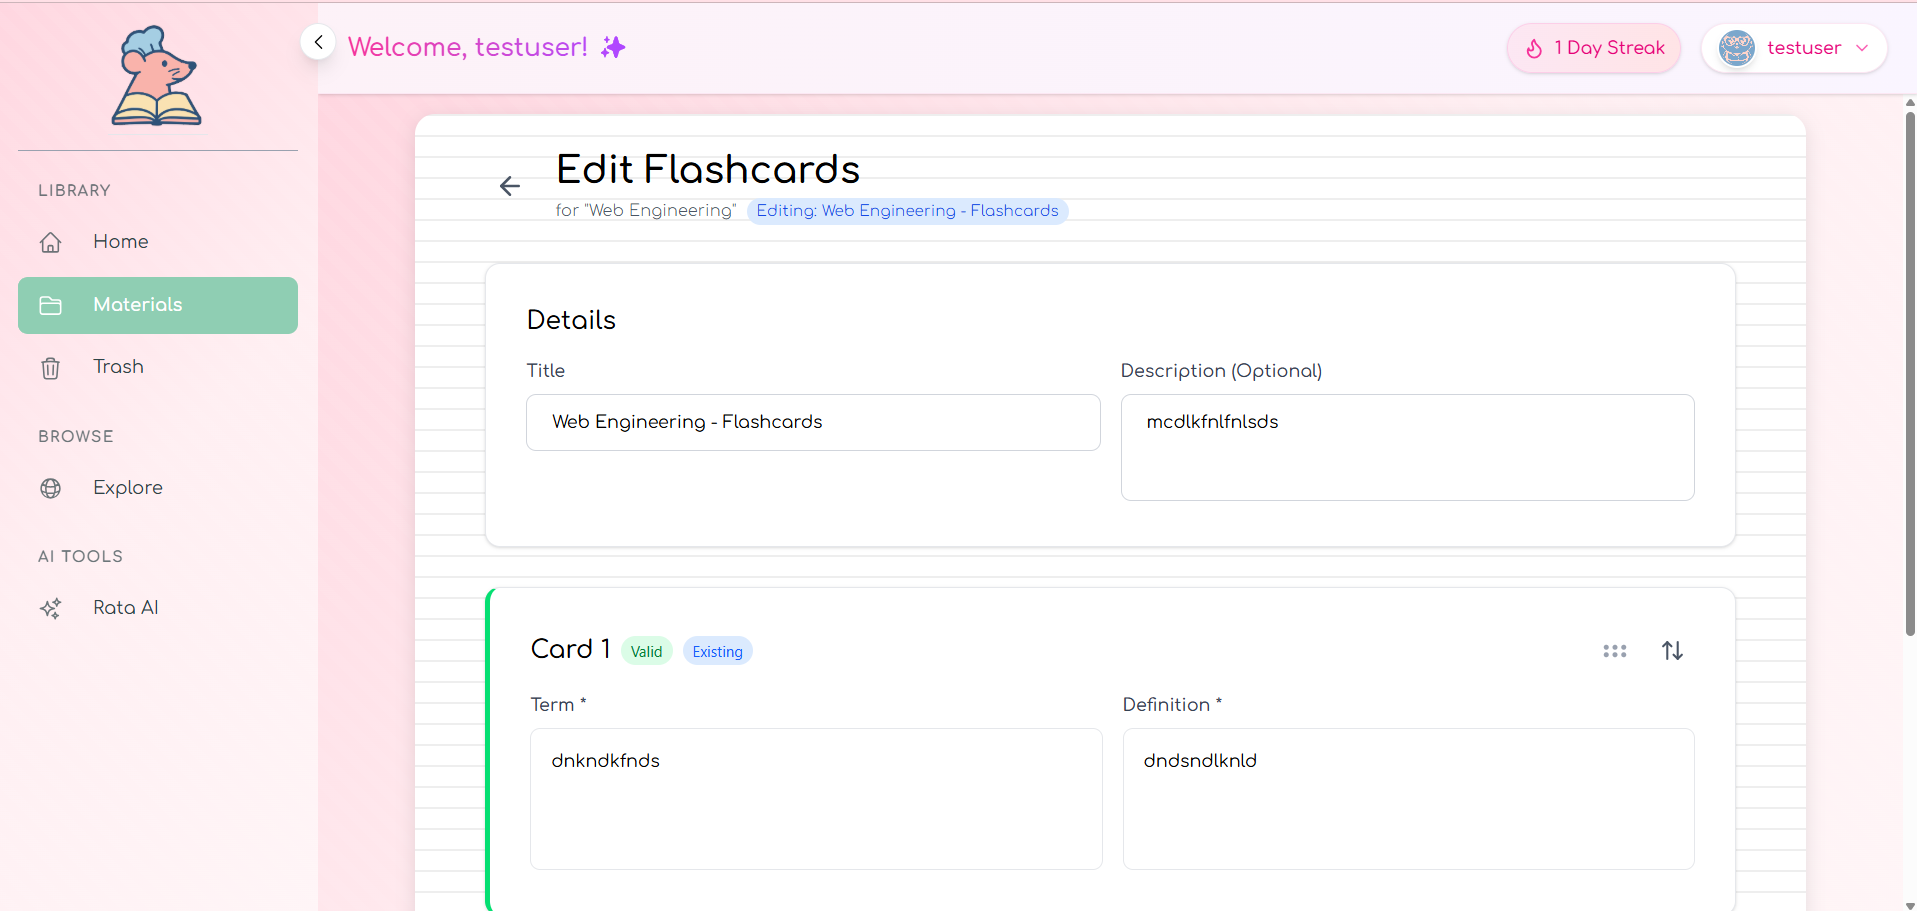 Welcome, testuser!
1 Day Streak
testuser
LIBRARY
Home
Materials
Trash
BROWSE
Explore
AI TOOLS
Rata AI
Edit Flashcards
for "Web Engineering"
Editing: Web Engineering - Flashcards
Details
Title
Web Engineering - Flashcards
Description (Optional)
mcdlkfnlfnlsds
Card 1
Valid
Existing
Term *
dnkndkfnds
Definition *
dndsndlknld